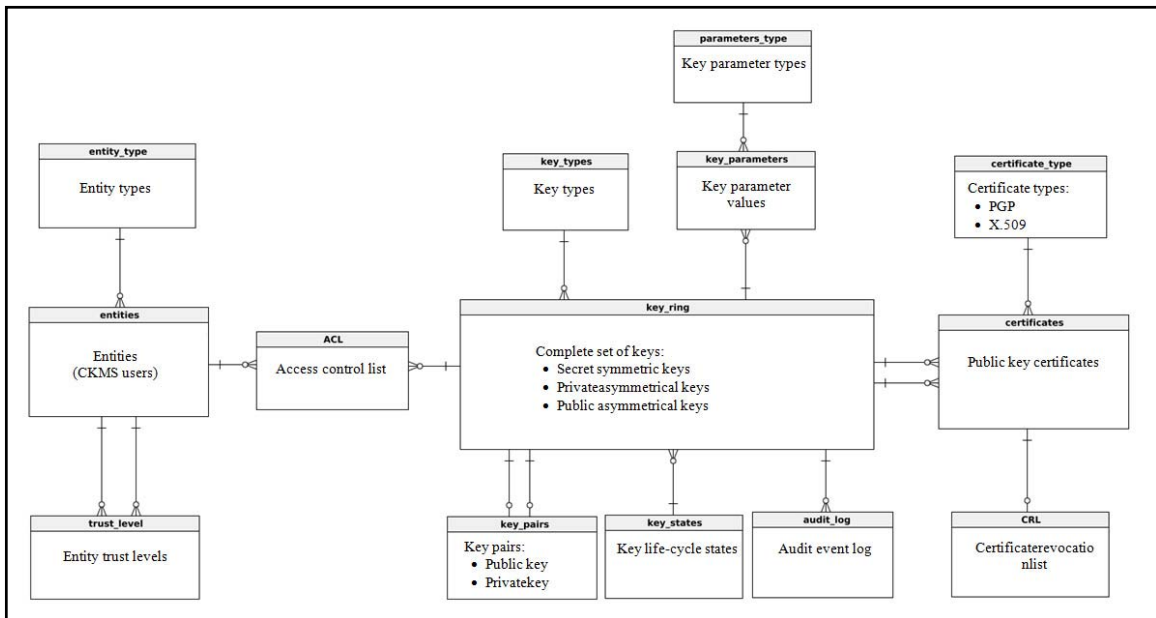 parameters_type
Key parameter types
entity_type
Entity types
key_types
Key types
key_parameters
Key parameter
values
certificate_type
Certificate types:
• PGP
• X.509
entities
Entities
(CKMS users)
ACL
Access control list
key_ring
Complete set of keys:
• Secret symmetric keys
• Privateasymmetrical keys
• Public asymmetrical keys
certificates
Public key certificates
trust_level
Entity trust levels
key_pairs
Key pairs:
• Public key
• Privatekey
key_states
Key life-cycle states
audit_log
Audit event log
CRL
Certificaterevocatio
nlist